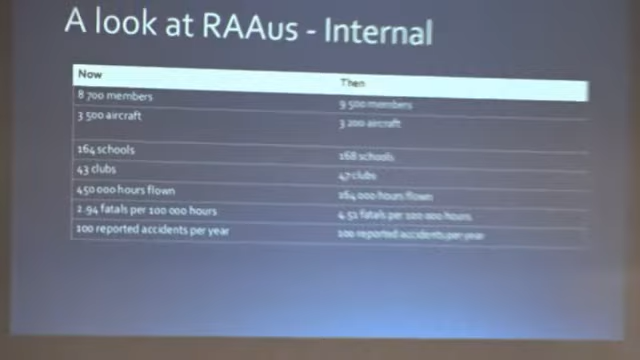 A look at RAAus - Internal
Now Then
8 700 members 9 500 members
3 500 aircraft 3 200 aircraft
164 schools 168 schools
43 clubs 47 clubs
450 000 hours flown 164 000 hours flown
2.94 fatals per 100 000 hours 4.51 fatals per 100 000 hours
100 reported accidents per year 100 reported accidents per year